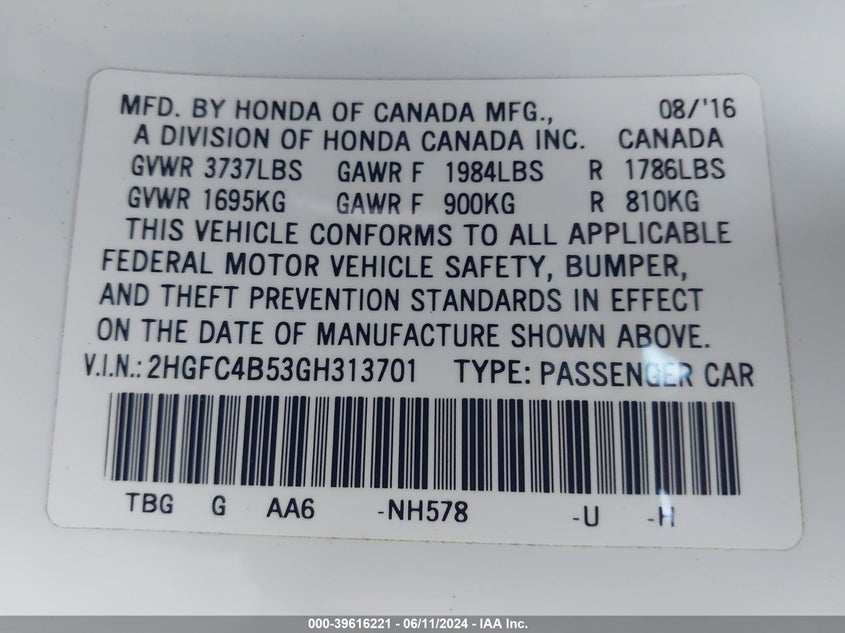 MFD. BY HONDA OF CANADA MFG., 08/'16
A DIVISION OF HONDA CANADA INC. CANADA
GVWR 3737LBS GAWR F 1984LBS R 1786LBS
GVWR 1695KG GAWR F 900KG R 810KG
THIS VEHICLE CONFORMS TO ALL APPLICABLE
FEDERAL MOTOR VEHICLE SAFETY, BUMPER,
AND THEFT PREVENTION STANDARDS IN EFFECT
ON THE DATE OF MANUFACTURE SHOWN ABOVE.
V.I.N.: 2HGFC4B53GH313701 TYPE: PASSENGER CAR
TBG G AA6 -NH578 -U -H
000-39616221 - 06/11/2024 - IAA Inc.